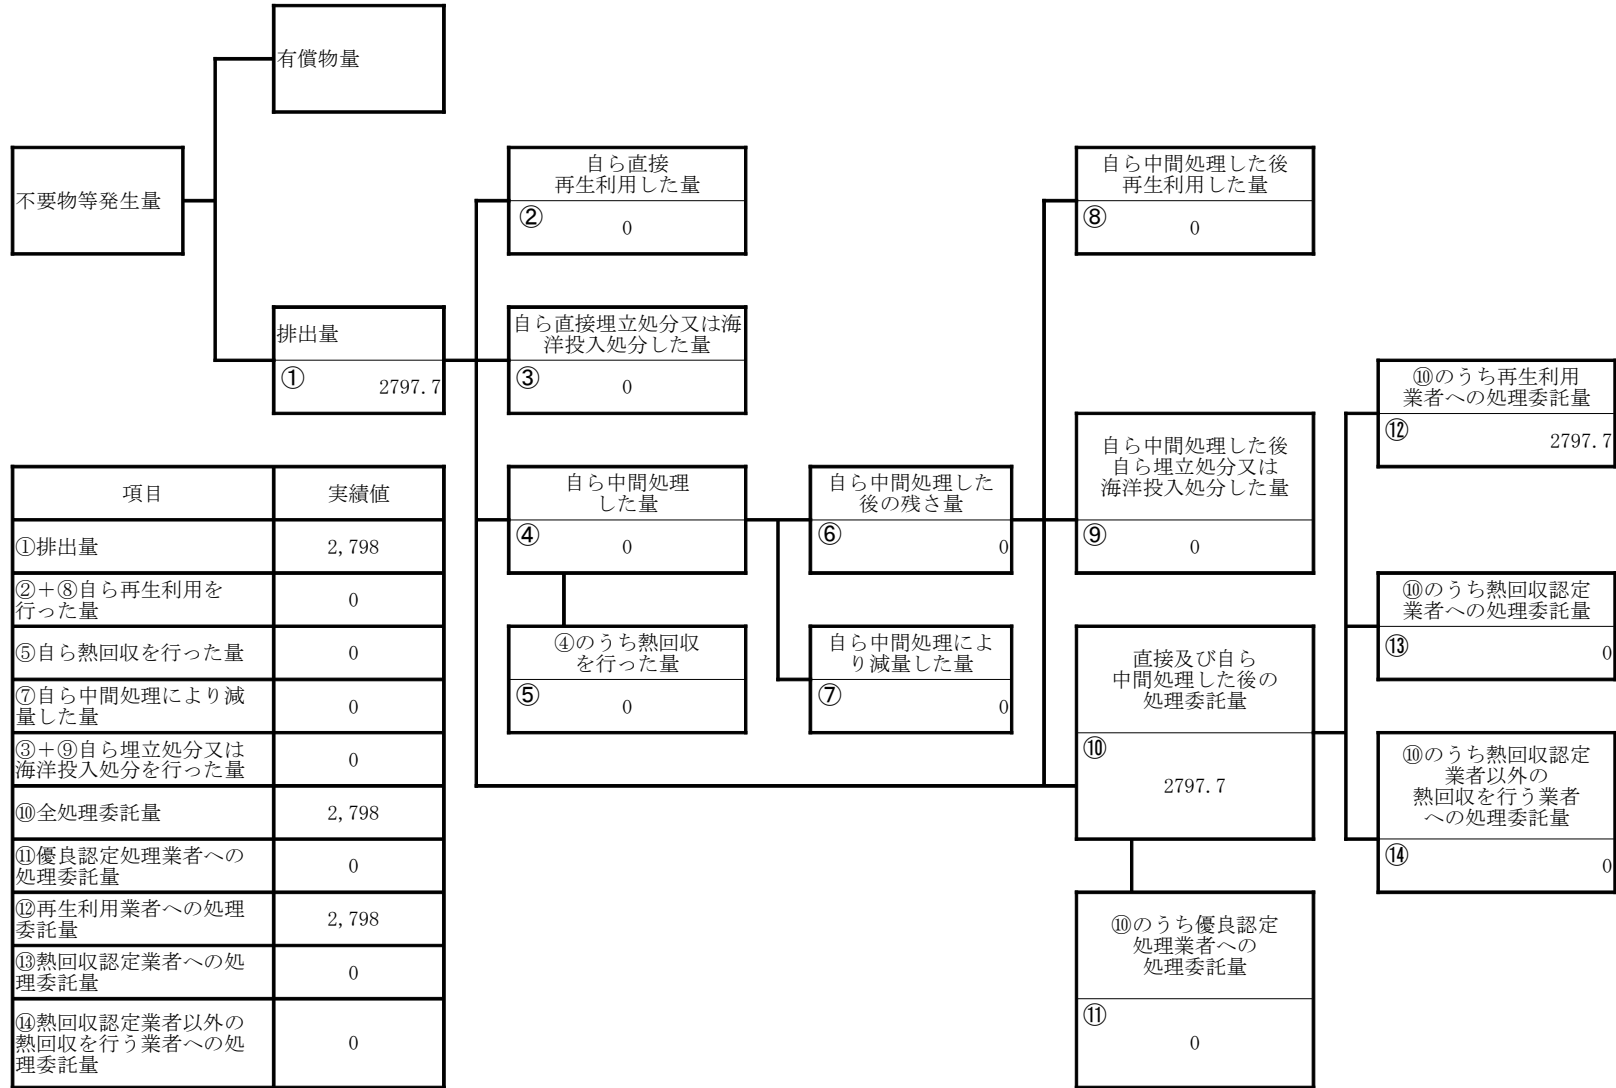 有償物量
不要物等発生量
自ら直接
再生利用した量
②
0
自ら中間処理した後
再生利用した量
⑧
0
排出量
①
2797.7
自ら直接埋立処分又は海
洋投入処分した量
③
0
⑩のうち再生利用
業者への処理委託量
⑫
2797.7
自ら中間処理
した量
④
0
自ら中間処理した
後の残さ量
⑥
0
自ら中間処理した後
自ら埋立処分又は
海洋投入処分した量
⑨
0
⑩のうち熱回収認定
業者への処理委託量
⑬
0
④のうち熱回収
を行った量
⑤
0
自ら中間処理によ
り減量した量
⑦
0
直接及び自ら
中間処理した後の
処理委託量
⑩
2797.7
⑩のうち熱回収認定
業者以外の
熱回収を行う業者
への処理委託量
⑭
0
⑩のうち優良認定
処理業者への
処理委託量
⑪
0
項目 実績値
①排出量 2,798
②+⑧自ら再生利用を
行った量 0
⑤自ら熱回収を行った量 0
⑦自ら中間処理により減
量した量 0
③+⑨自ら埋立処分又は
海洋投入処分を行った量 0
⑩全処理委託量 2,798
⑪優良認定処理業者への
処理委託量 0
⑫再生利用業者への処理
委託量 2,798
⑬熱回収認定業者への処
理委託量 0
⑭熱回収認定業者以外の
熱回収を行う業者への処
理委託量 0